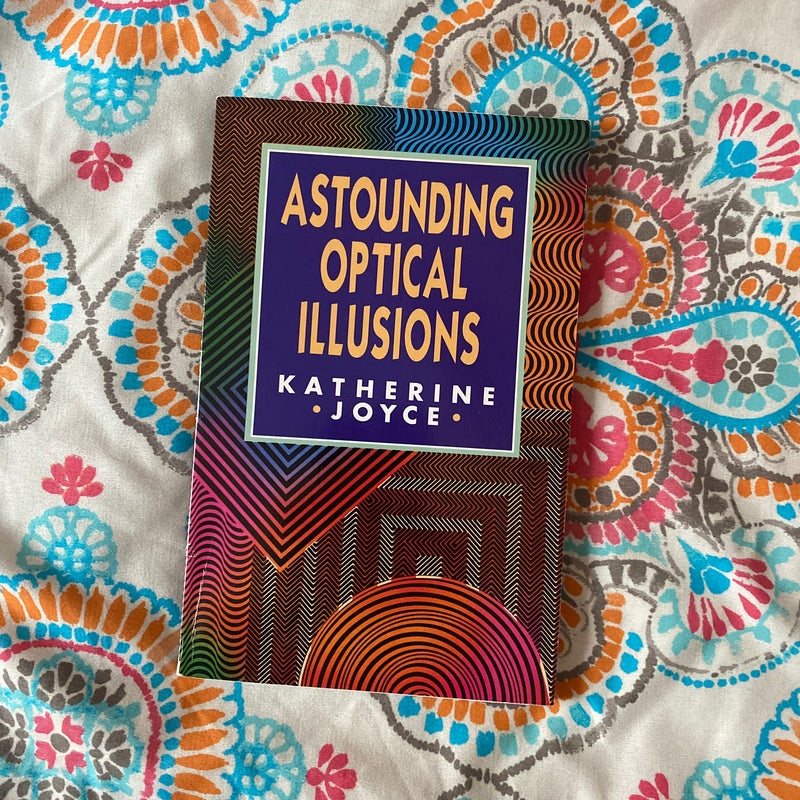 ASTOUNDING
OPTICAL
ILLUSIONS
KATHERINE
• JOYCE •